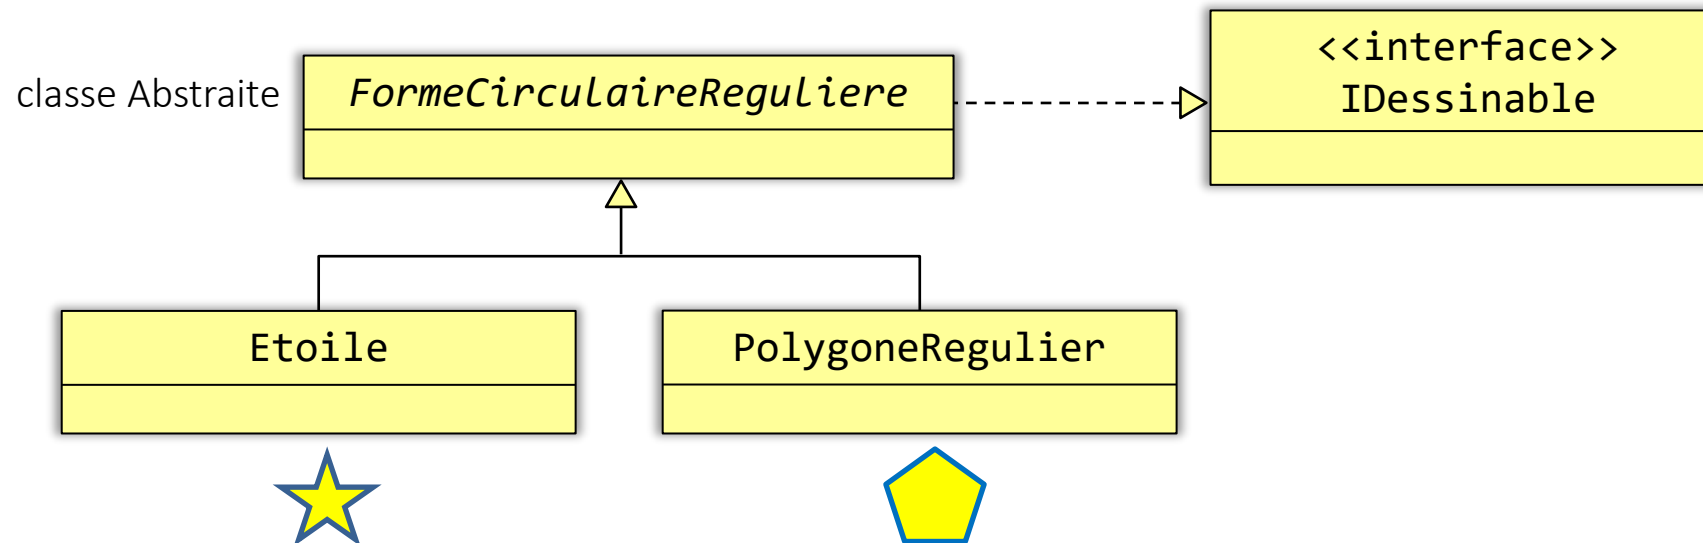 classe Abstraite
FormeCirculaireReguliere
<<interface>>
IDessinable
Etoile
PolygoneRegulier